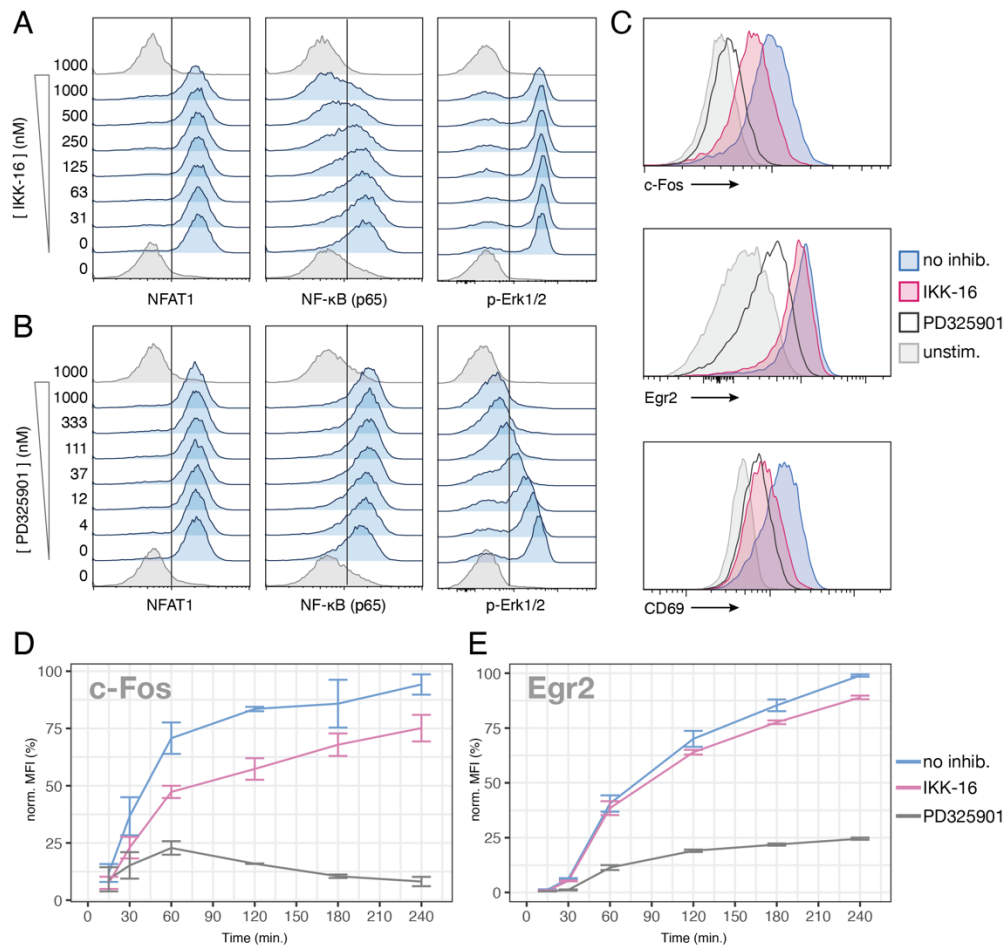 A
[ IKK-16 ] (nM)
1000
1000
500
250
125
63
31
0
0
NFAT1
NF-κB (p65)
p-Erk1/2
B
[ PD325901 ] (nM)
1000
1000
333
111
37
12
4
0
0
NFAT1
NF-κB (p65)
p-Erk1/2
C
c-Fos
Egr2
CD69
no inhib.
IKK-16
PD325901
unstim.
D
c-Fos
norm. MFI (%)
100
75
50
25
0
0 30 60 90 120 150 180 210 240
Time (min.)
E
Egr2
norm. MFI (%)
100
75
50
25
0
0 30 60 90 120 150 180 210 240
Time (min.)
no inhib.
IKK-16
PD325901